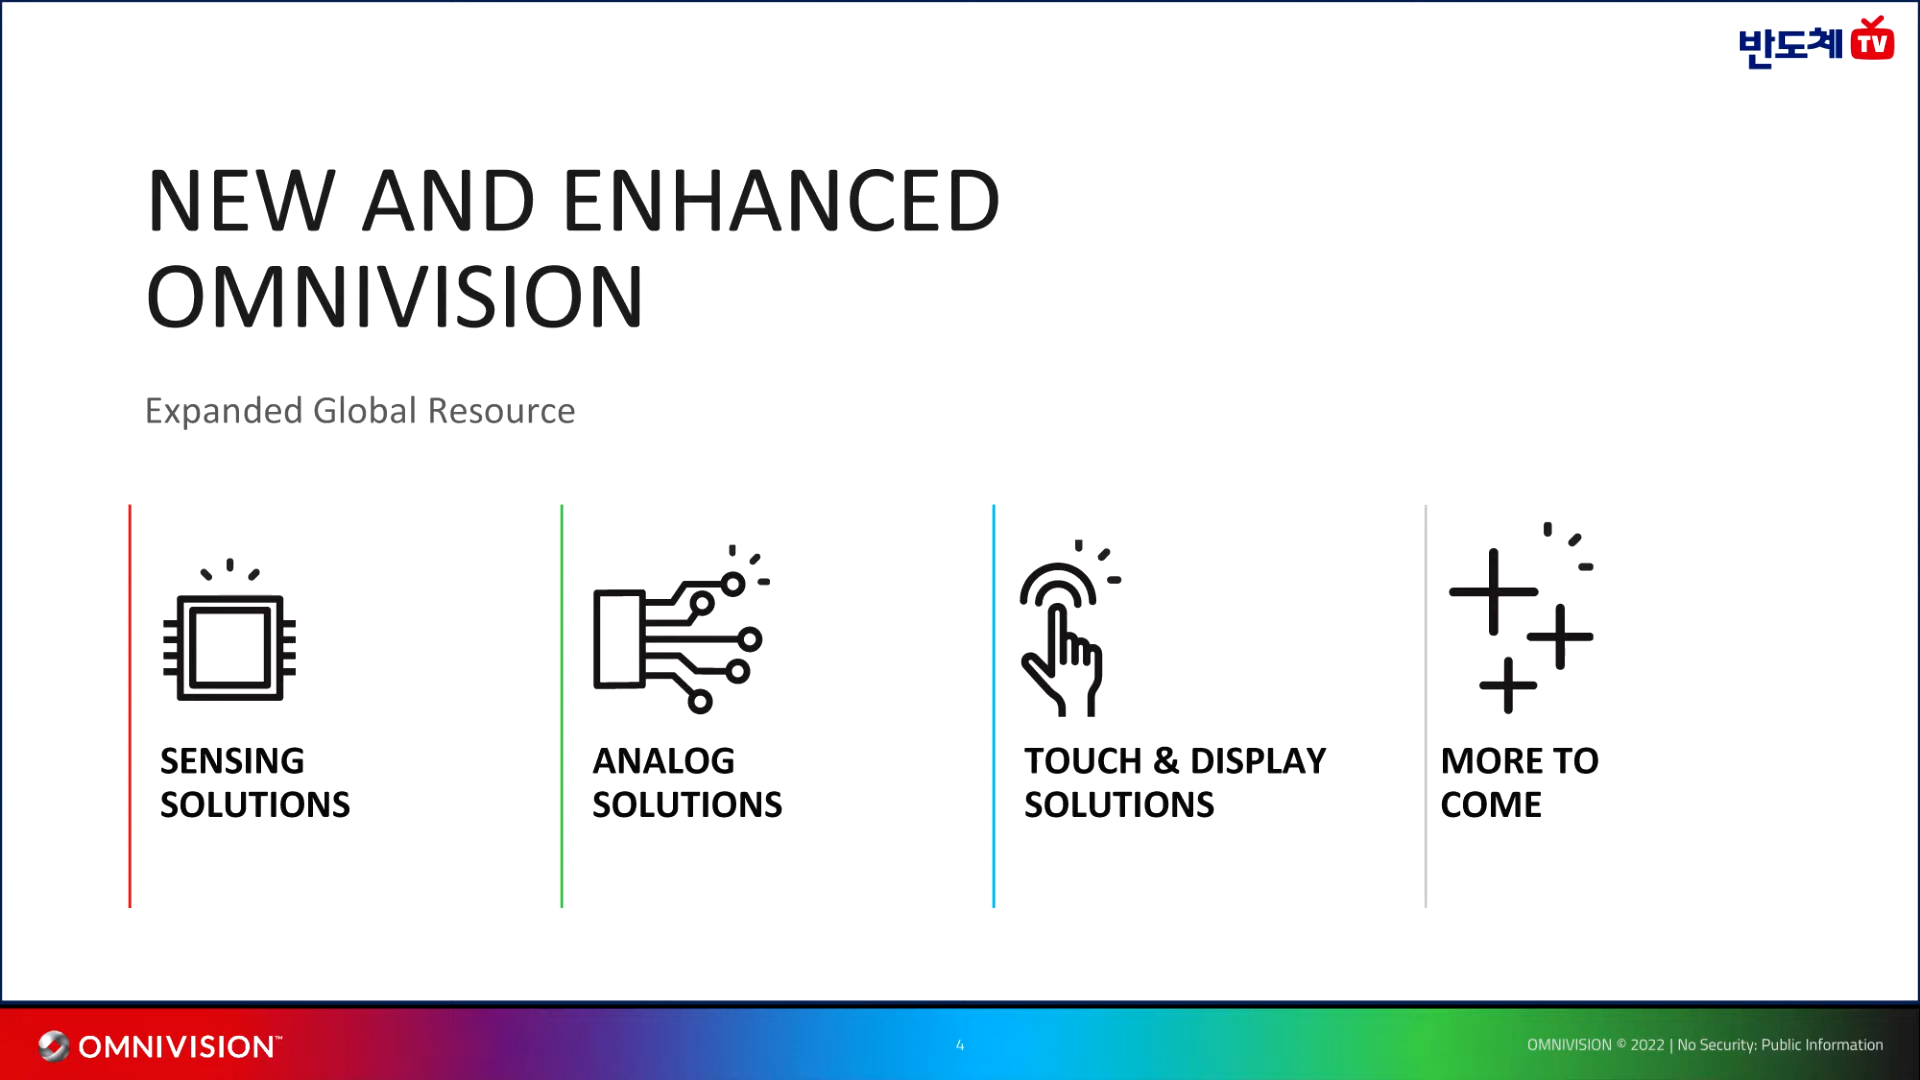 반도체 TV
NEW AND ENHANCED
OMNIVISION
Expanded Global Resource
SENSING
SOLUTIONS
ANALOG
SOLUTIONS
TOUCH & DISPLAY
SOLUTIONS
MORE TO
COME
OMNIVISION™
4
OMNIVISION © 2022 | No Security: Public Information